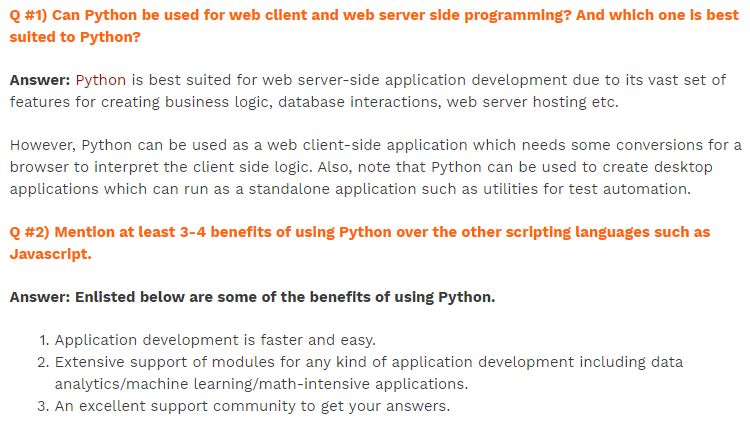 Q #1) Can Python be used for web client and web server side programming? And which one is best
suited to Python?
Answer: Python is best suited for web server-side application development due to its vast set of
features for creating business logic, database interactions, web server hosting etc.
However, Python can be used as a web client-side application which needs some conversions for a
browser to interpret the client side logic. Also, note that Python can be used to create desktop
applications which can run as a standalone application such as utilities for test automation.
Q #2) Mention at least 3-4 benefits of using Python over the other scripting languages such as
Javascript.
Answer: Enlisted below are some of the benefits of using Python.
1. Application development is faster and easy.
2. Extensive support of modules for any kind of application development including data
analytics/machine learning/math-intensive applications.
3. An excellent support community to get your answers.